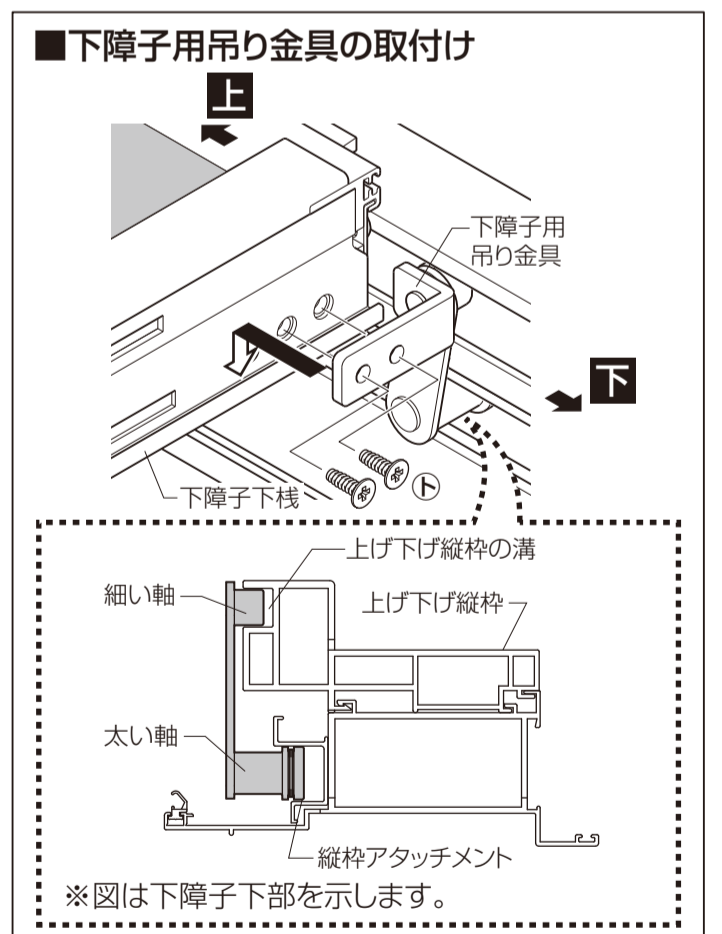 ■下障子用吊り金具の取付け
上
下障子用
吊り金具
下
ト
下障子下桟
上げ下げ縦枠の溝
細い軸
上げ下げ縦枠
太い軸
縦枠アタッチメント
※図は下障子下部を示します。